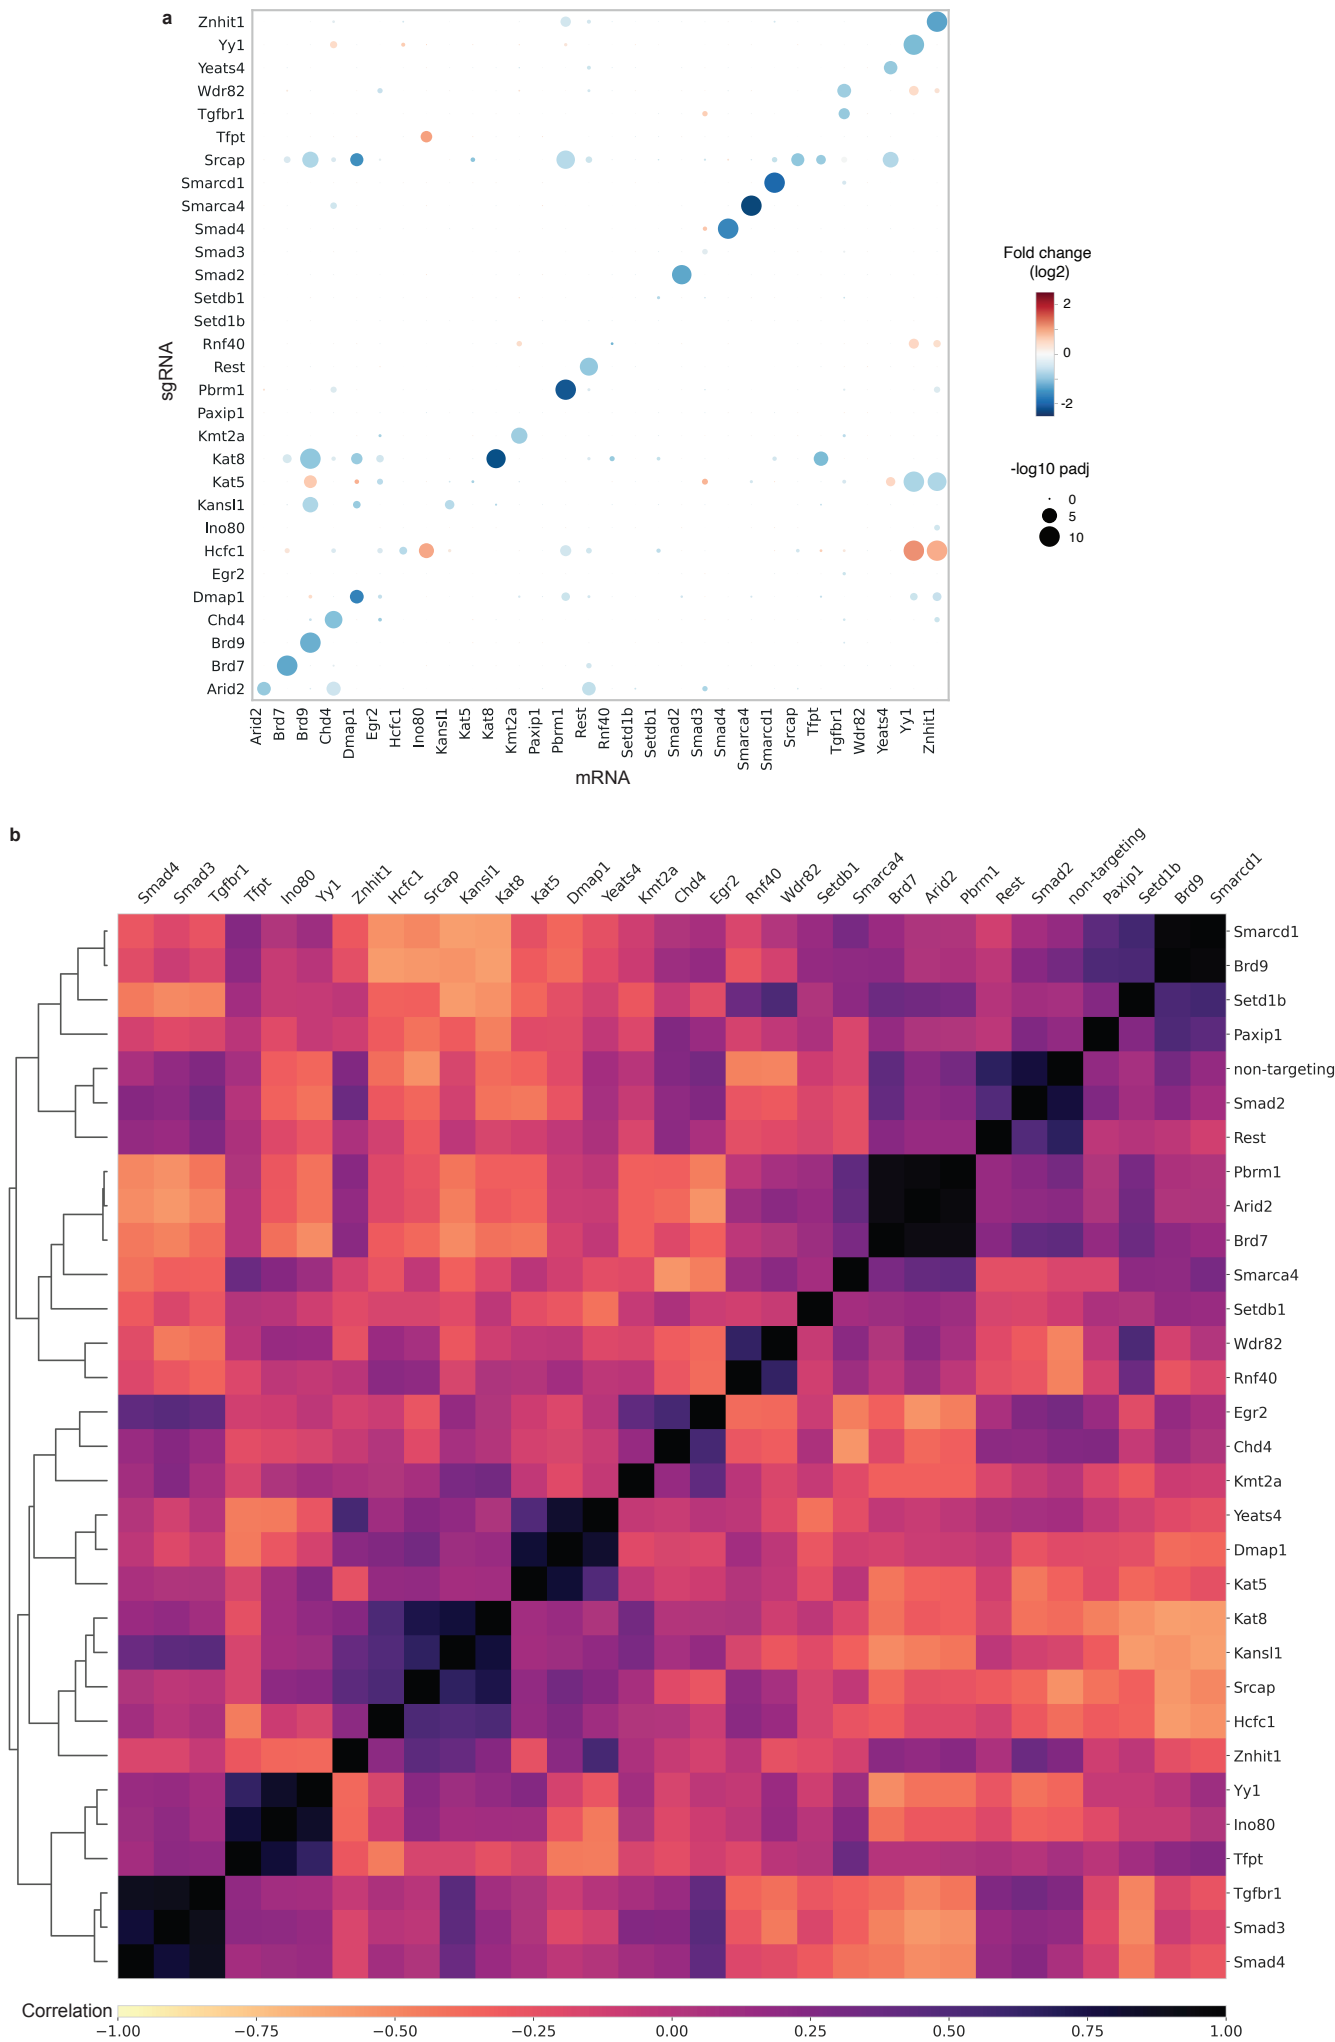 a
Znhit1
Yy1
Yeats4
Wdr82
Tgfbr1
Tfpt
Srcap
Smarcd1
Smarca4
Smad4
Smad3
Smad2
Setdb1
Setd1b
Rnf40
Rest
Pbrm1
Paxip1
Kmt2a
Kat8
Kat5
Kansl1
Ino80
Hcfc1
Egr2
Dmap1
Chd4
Brd9
Brd7
Arid2
sgRNA
Arid2 Brd7 Brd9 Chd4 Dmap1 Egr2 Hcfc1 Ino80 Kansl1 Kat5 Kat8 Kmt2a Paxip1 Pbrm1 Rest Rnf40 Setd1b Setdb1 Smad2 Smad3 Smad4 Smarca4 Smarcd1 Srcap Tfpt Tgfbr1 Wdr82 Yeats4 Yy1 Znhit1
mRNA
Fold change
(log2)
2
0
-2
-log10 padj
0
5
10
b
Smad4 Smad3 Tgfbr1 Tfpt Ino80 Yy1 Znhit1 Hcfc1 Srcap Kansl1 Kat8 Kat5 Dmap1 Yeats4 Kmt2a Chd4 Egr2 Rnf40 Wdr82 Setdb1 Smarca4 Brd7 Arid2 Pbrm1 Rest Smad2 non-targeting Paxip1 Setd1b Brd9 Smarcd1
Smarcd1
Brd9
Setd1b
Paxip1
non-targeting
Smad2
Rest
Pbrm1
Arid2
Brd7
Smarca4
Setdb1
Wdr82
Rnf40
Egr2
Chd4
Kmt2a
Yeats4
Dmap1
Kat5
Kat8
Kansl1
Srcap
Hcfc1
Znhit1
Yy1
Ino80
Tfpt
Tgfbr1
Smad3
Smad4
Correlation
−1.00 −0.75 −0.50 −0.25 0.00 0.25 0.50 0.75 1.00